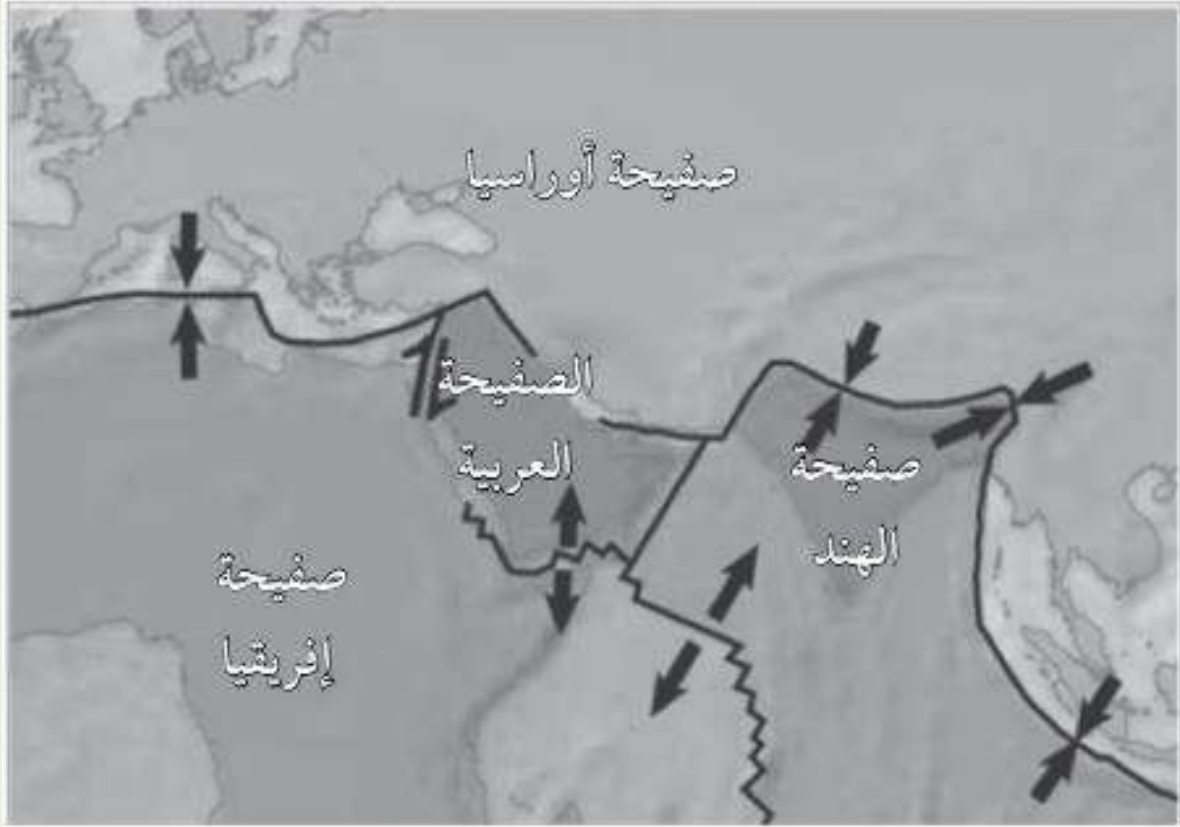 صفيحة أوراسيا
الصفيحة
العربية
صفيحة
الهند
صفيحة
إفريقيا